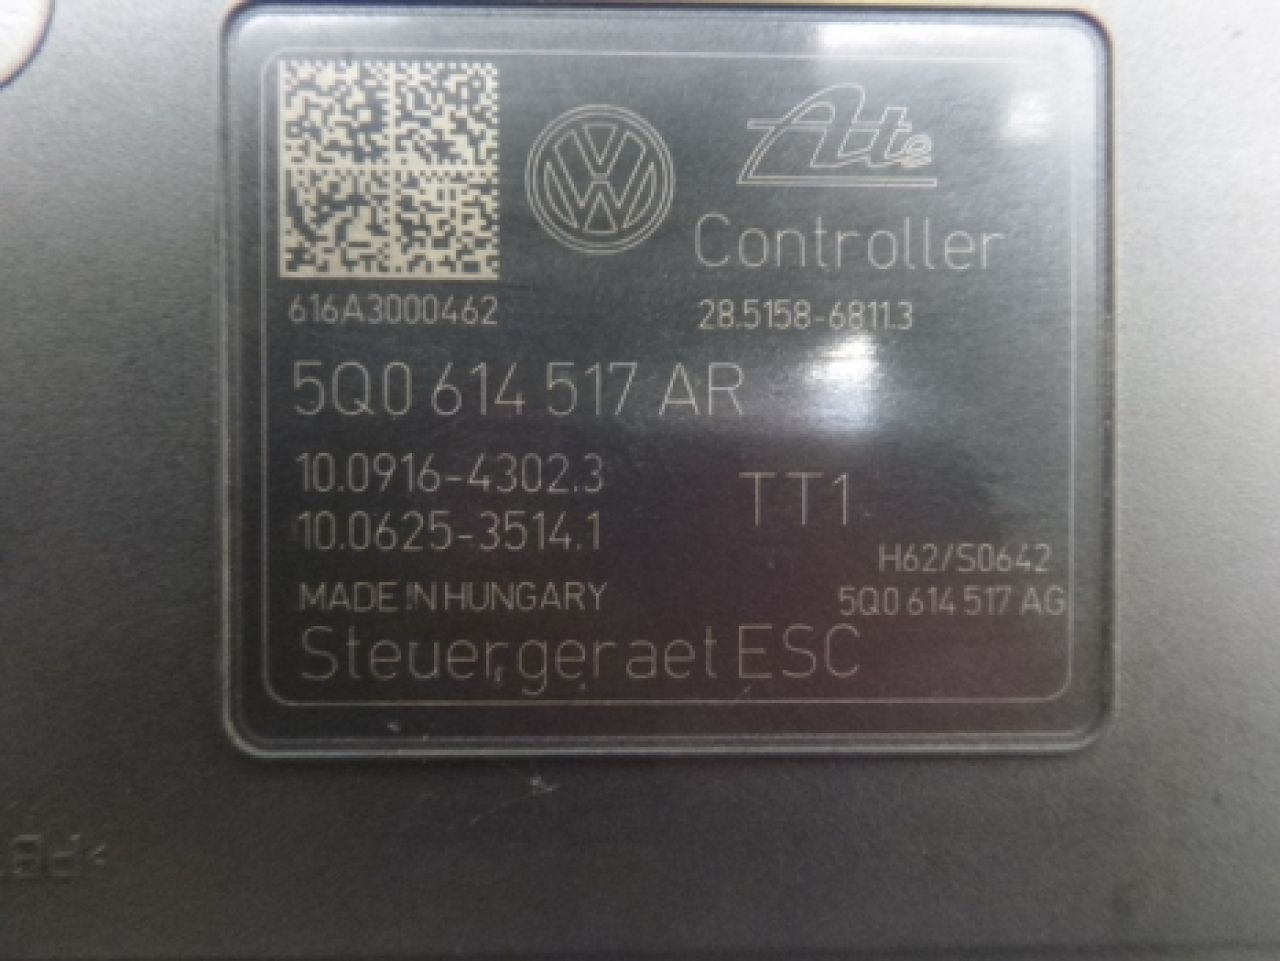 Ate
Controller
616A3000462
28.5158-6811.3
5Q0 614 517 AR
10.0916-4302.3
TT1
10.0625-3514.1
H62/S0642
MADE IN HUNGARY
5Q0 614 517 AG
Steuergeraet ESC